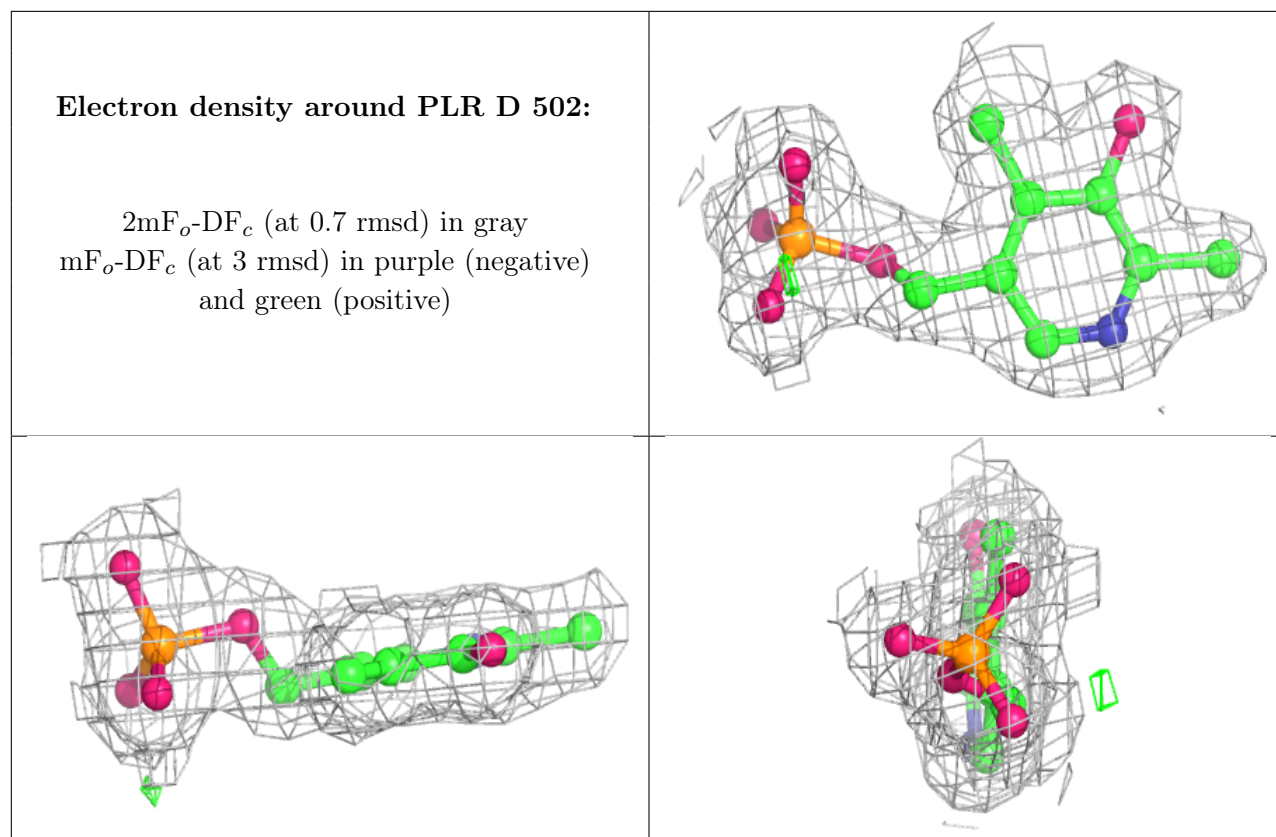 Electron density around PLR D 502:
2mFo-DFc (at 0.7 rmsd) in gray
mFo-DFc (at 3 rmsd) in purple (negative)
and green (positive)